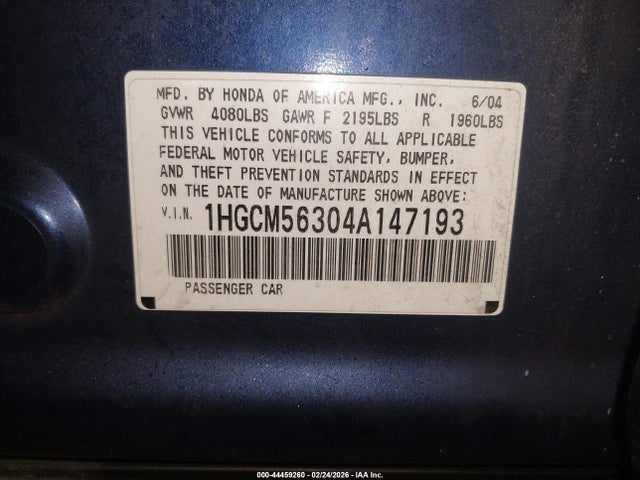 MFD. BY HONDA OF AMERICA MFG., INC. 6/04
GVWR 4080LBS GAWR F 2195LBS R 1960LBS
THIS VEHICLE CONFORMS TO ALL APPLICABLE
FEDERAL MOTOR VEHICLE SAFETY, BUMPER,
AND THEFT PREVENTION STANDARDS IN EFFECT
ON THE DATE OF MANUFACTURE SHOWN ABOVE:
V.I.N. 1HGCM56304A147193
PASSENGER CAR
000-44459260 - 02/24/2026 - IAA Inc.